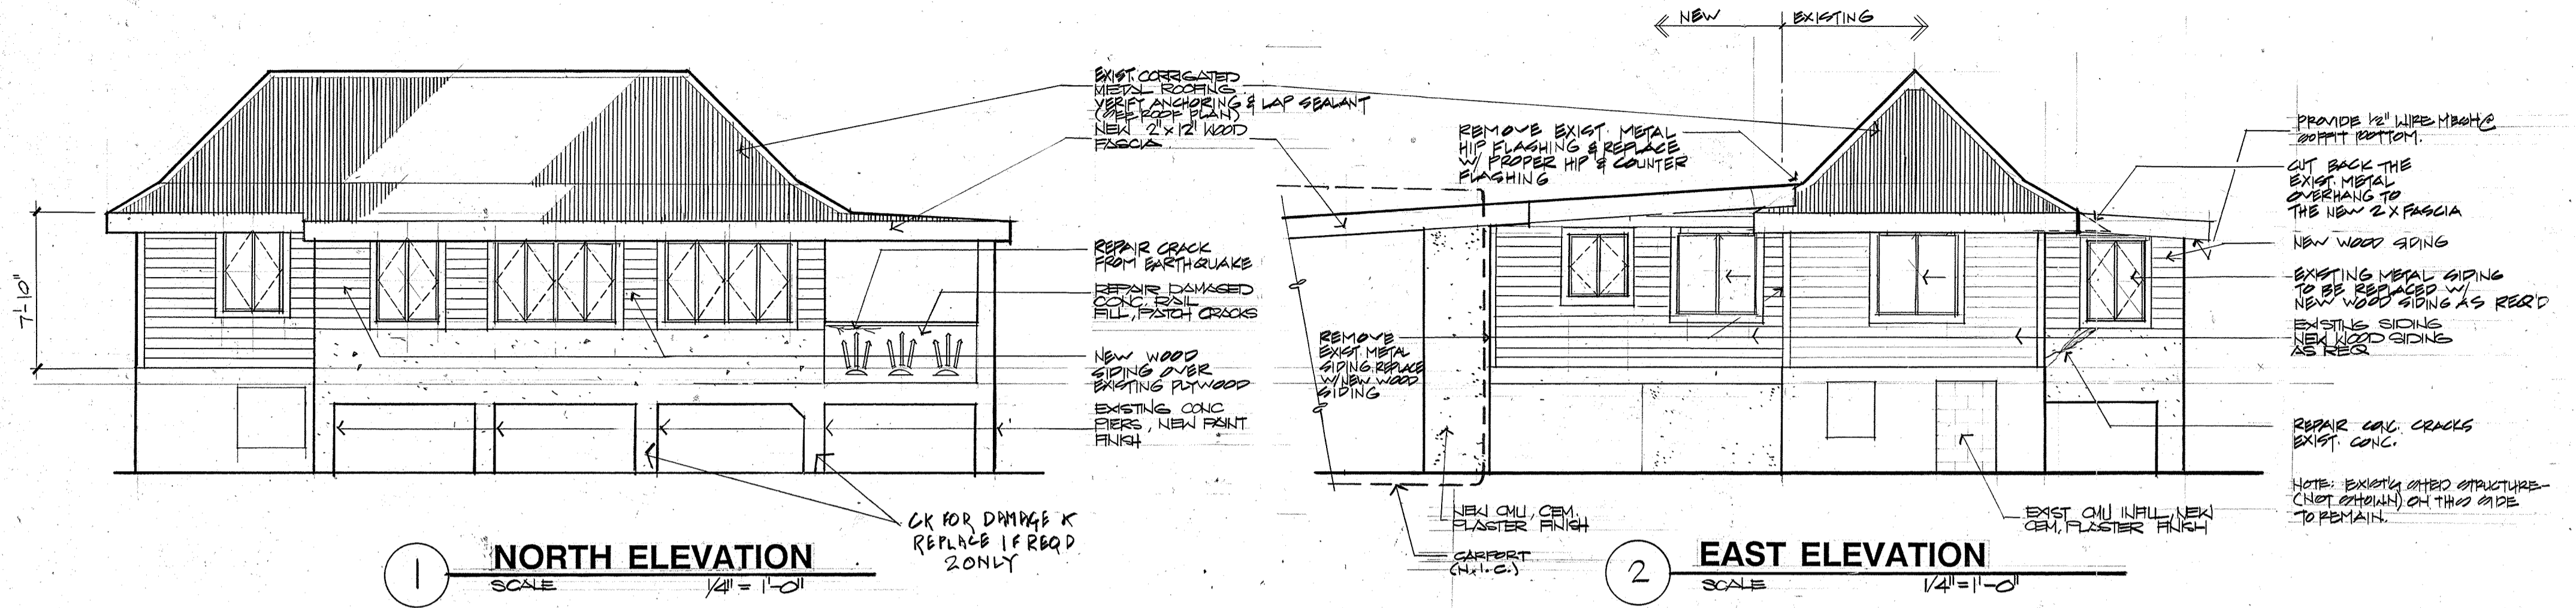 NEW EXISTING
EXIST. CORRIGATED
METAL ROOFING
VERIFY ANCHORING & LAP SEALANT
(SEE ROOF PLAN)
NEW 2"x 12" WOOD
FASCIA
REPAIR CRACK
FROM EARTHQUAKE
REPAIR DAMAGED
CONC. RAIL
FILL, PATCH CRACKS
NEW WOOD
SIDING OVER
EXISTING PLYWOOD
EXISTING CONC
PIERS, NEW PAINT
FINISH
7'-10"
CK FOR DAMAGE &
REPLACE IF REQD
2 ONLY
1
NORTH ELEVATION
SCALE 1/4" = 1'-0"
REMOVE EXIST. METAL
HIP FLASHING & REPLACE
W/ PROPER HIP & COUNTER
FLASHING
REMOVE
EXIST. METAL
SIDING REPLACE
W/NEW WOOD
SIDING
PROVIDE 1/2" WIRE MESH @
SOFFIT BOTTOM.
CUT BACK THE
EXIST. METAL
OVERHANG TO
THE NEW 2 X FASCIA
NEW WOOD SIDING
EXISTING METAL SIDING
TO BE REPLACED W/
NEW WOOD SIDING AS REQ'D
EXISTING SIDING
NEW WOOD SIDING
AS REQ
REPAIR CONC. CRACKS
EXIST. CONC.
NOTE: EXIST'G SHED STRUCTURE
(NOT SHOWN) ON THIS SIDE
TO REMAIN.
NEW CMU, CEM.
PLASTER FINISH
CARPORT
(N.I.C.)
EXIST CMU INFILL, NEW
CEM, PLASTER FINISH
2
EAST ELEVATION
SCALE 1/4"=1'-0"